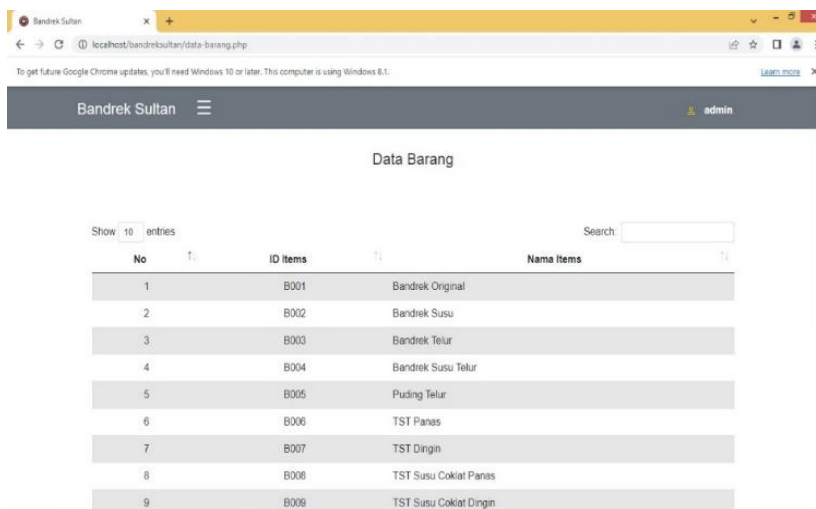 Bandrek Sultan
localhost/bandreksultan/data-barang.php
To get future Google Chrome updates, you'll need Windows 10 or later. This computer is using Windows 8.1.
Learn more
Bandrek Sultan
admin
Data Barang
Show 10 entries
Search:
No ID Items Nama Items
1 B001 Bandrek Original
2 B002 Bandrek Susu
3 B003 Bandrek Telur
4 B004 Bandrek Susu Telur
5 B005 Puding Telur
6 B006 TST Panas
7 B007 TST Dingin
8 B008 TST Susu Coklat Panas
9 B009 TST Susu Coklat Dingin